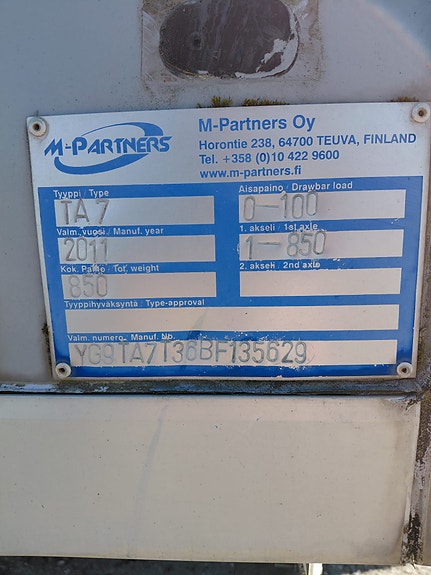 M-PARTNERS
M-Partners Oy
Horontie 238, 64700 TEUVA, FINLAND
Tel. +358 (0)10 422 9600
www.m-partners.fi
Tyyppi / Type
TA 7
Aisapaino / Drawbar load
0-100
Valm. vuosi / Manuf. year
2011
1. akseli / 1st axle
1-850
Kok. Paino / Tot. weight
850
2. akseli / 2nd axle
Tyyppihyväksyntä / Type-approval
Valm. numero / Manuf. Nb.
YG9TA7136BF135629